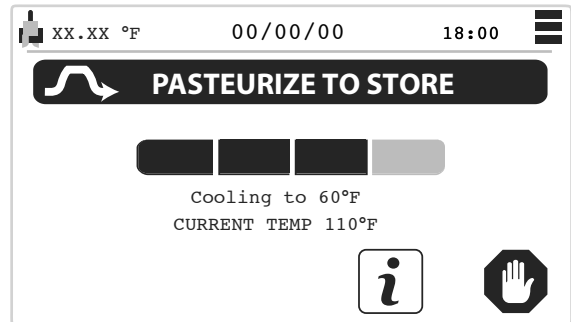 XX.XX °F 00/00/00 18:00
PASTEURIZE TO STORE
Cooling to 60°F
CURRENT TEMP 110°F
i